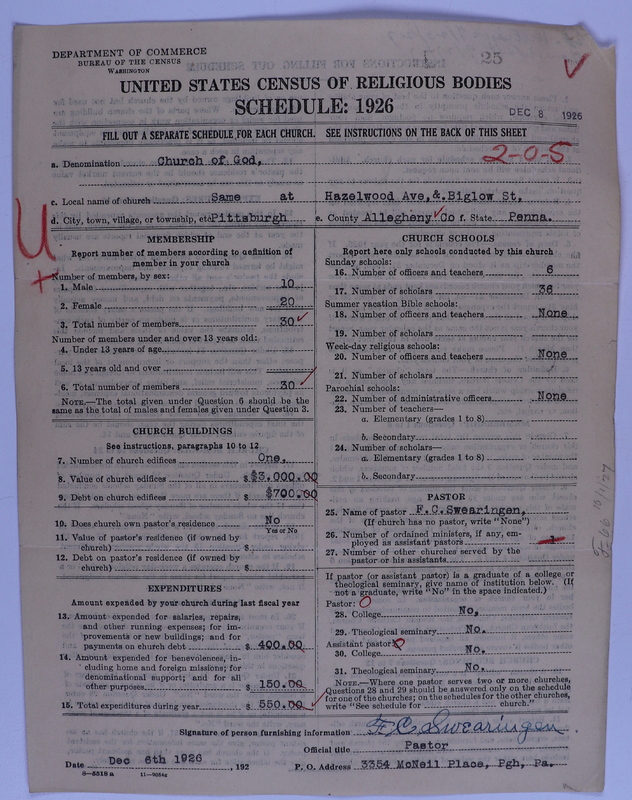 25
DEPARTMENT OF COMMERCE
BUREAU OF THE CENSUS
WASHINGTON
UNITED STATES CENSUS OF RELIGIOUS BODIES
SCHEDULE: 1926
DEC 8 1926
FILL OUT A SEPARATE SCHEDULE FOR EACH CHURCH. SEE INSTRUCTIONS ON THE BACK OF THIS SHEET
a. Denomination Church of God,
2-0-5
c. Local name of church Same at Hazelwood Ave,&.Biglow St,
d. City, town, village, or township, etc Pittsburgh e. County Allegheny Co f. State Penna.
U
+
MEMBERSHIP
Report number of members according to definition of
member in your church
Number of members, by sex:
1. Male 10
2. Female 20
3. Total number of members 30
Number of members under and over 13 years old:
4. Under 13 years of age
5. 13 years old and over
6. Total number of members 30
NOTE.—The total given under Question 6 should be
same as the total of males and females given under Question 3.
CHURCH BUILDINGS
See instructions, paragraphs 10 to 12
7. Number of church edifices One,
8. Value of church edifices $ $3,000.00
9. Debt on church edifices $ $700.00
10. Does church own pastor's residence No
Yes or No
11. Value of pastor's residence (if owned by
church) $
12. Debt on pastor's residence (if owned by
church) $
EXPENDITURES
Amount expended by your church during last fiscal year
13. Amount expended for salaries, repairs,
and other running expenses; for im-
provements or new buildings; and for
payments on church debt $ 400.00
14. Amount expended for benevolences, in-
cluding home and foreign missions; for
denominational support; and for all
other purposes $ 150.00
15. Total expenditures during year $ 550.00
CHURCH SCHOOLS
Report here only schools conducted by this church
Sunday schools:
16. Number of officers and teachers 6
17. Number of scholars 36
Summer vacation Bible schools:
18. Number of officers and teachers None
19. Number of scholars
Week-day religious schools:
20. Number of officers and teachers None
21. Number of scholars
Parochial schools:
22. Number of administrative officers None
23. Number of teachers—
a. Elementary (grades 1 to 8)
b. Secondary
24. Number of scholars—
a. Elementary (grades 1 to 8)
b. Secondary
PASTOR
25. Name of pastor F.C.Swearingen,
(If church has no pastor, write "None")
26. Number of ordained ministers, if any, em-
ployed as assistant pastors 1
27. Number of other churches served by the
pastor or his assistants
If pastor (or assistant pastor) is a graduate of a college or
theological seminary, give name of institution below. (If
not a graduate, write "No" in the space indicated.)
Pastor: 0
28. College No,
29. Theological seminary No.
Assistant pastor:
30. College No.
31. Theological seminary No.
NOTE.—Where one pastor serves two or more churches,
Questions 28 and 29 should be answered only on the schedule
for one of the churches; on the schedules for the other churches,
write "See schedule for church."
Signature of person furnishing information F. C. Swearingen
Official title Pastor
Date Dec 6th 1926, 192
P. O. Address 3354 McNeil Place, Pgh, Pa.
8-5518 a 11-9054